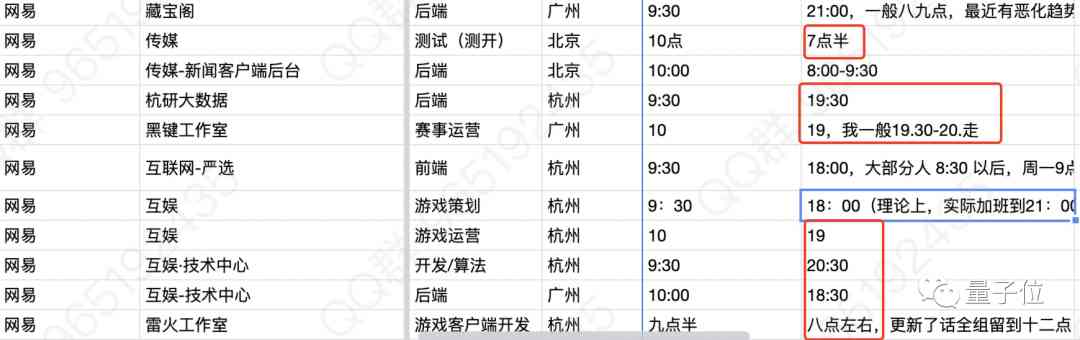 网易 藏宝阁 后端 广州 9:30 21:00，一般八九点，最近有恶化趋势
网易 传媒 测试（测开） 北京 10点 7点半
网易 传媒-新闻客户端后台 后端 北京 10:00 8:00-9:30
网易 杭研大数据 后端 杭州 9:30 19:30
网易 黑键工作室 赛事运营 广州 10 19，我一般19.30-20.走
网易 互联网-严选 前端 杭州 9:30 18:00，大部分人 8:30 以后，周一9点
网易 互娱 游戏策划 杭州 9：30 18：00（理论上，实际加班到21：00
网易 互娱 游戏运营 杭州 10 19
网易 互娱·技术中心 开发/算法 杭州 9:30 20:30
网易 互娱-技术中心 后端 广州 10:00 18:30
网易 雷火工作室 游戏客户端开发 杭州 九点半 八点左右，更新了话全组留到十二点
量子位
QQ群
965192435